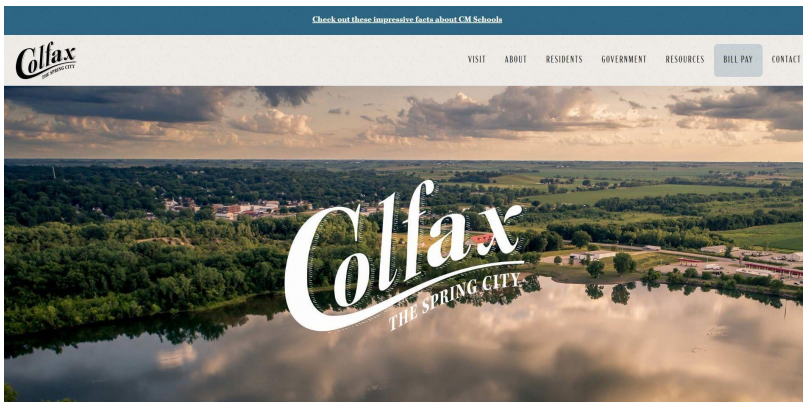 Check out these impressive facts about CM Schools
Colfax
THE SPRING CITY
VISIT ABOUT RESIDENTS GOVERNMENT RESOURCES BILL PAY CONTACT
Colfax
THE SPRING CITY